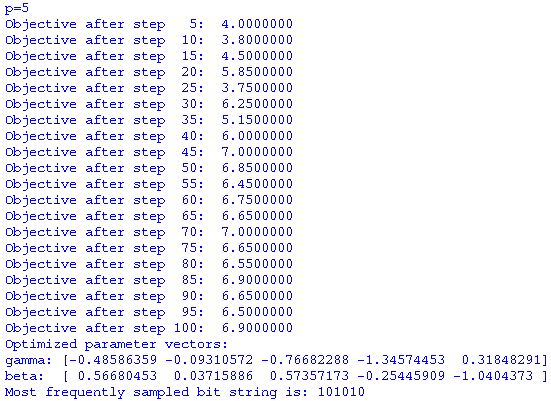 p=5
Objective after step   5:  4.0000000
Objective after step  10:  3.8000000
Objective after step  15:  4.5000000
Objective after step  20:  5.8500000
Objective after step  25:  3.7500000
Objective after step  30:  6.2500000
Objective after step  35:  5.1500000
Objective after step  40:  6.0000000
Objective after step  45:  7.0000000
Objective after step  50:  6.8500000
Objective after step  55:  6.4500000
Objective after step  60:  6.7500000
Objective after step  65:  6.6500000
Objective after step  70:  7.0000000
Objective after step  75:  6.6500000
Objective after step  80:  6.5500000
Objective after step  85:  6.9000000
Objective after step  90:  6.6500000
Objective after step  95:  6.5000000
Objective after step 100:  6.9000000
Optimized parameter vectors:
gamma: [-0.48586359 -0.09310572 -0.76682288 -1.34574453  0.31848291]
beta:  [ 0.56680453  0.03715886  0.57357173 -0.25445909 -1.0404373 ]
Most frequently sampled bit string is: 101010